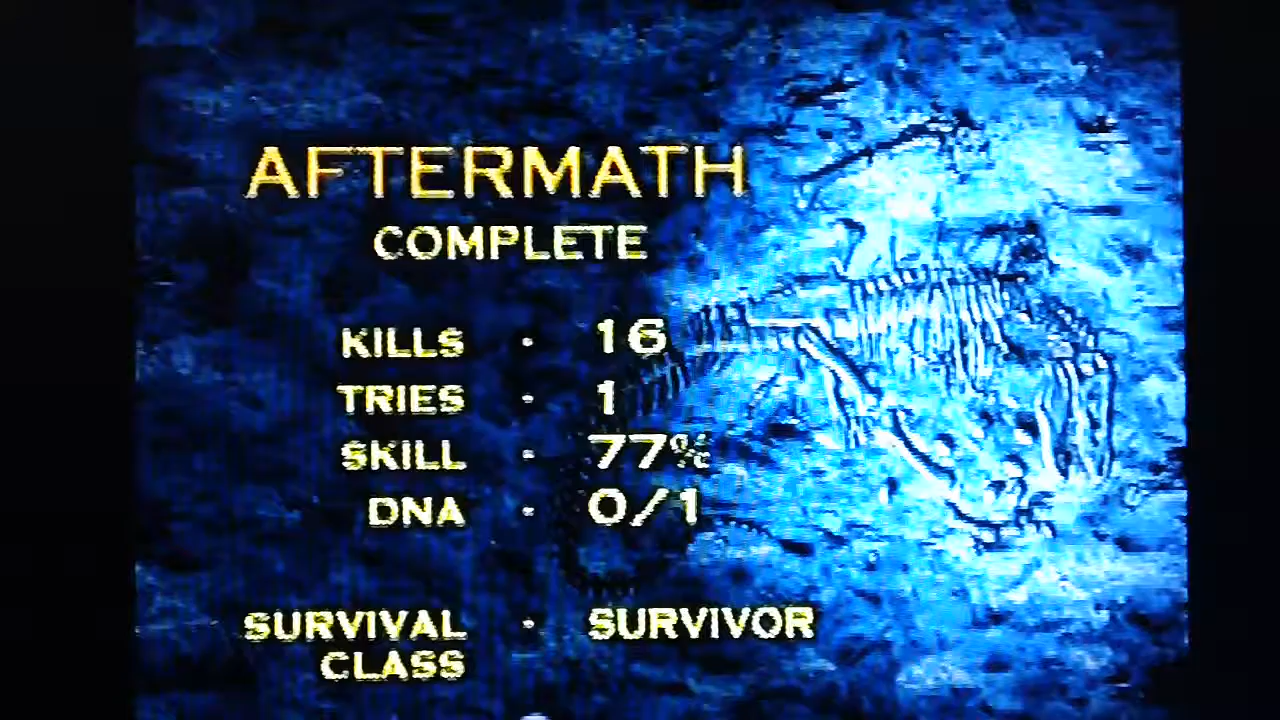 AFTERMATH
COMPLETE
KILLS · 16
TRIES · 1
SKILL · 77%
DNA · 0/1
SURVIVAL CLASS · SURVIVOR